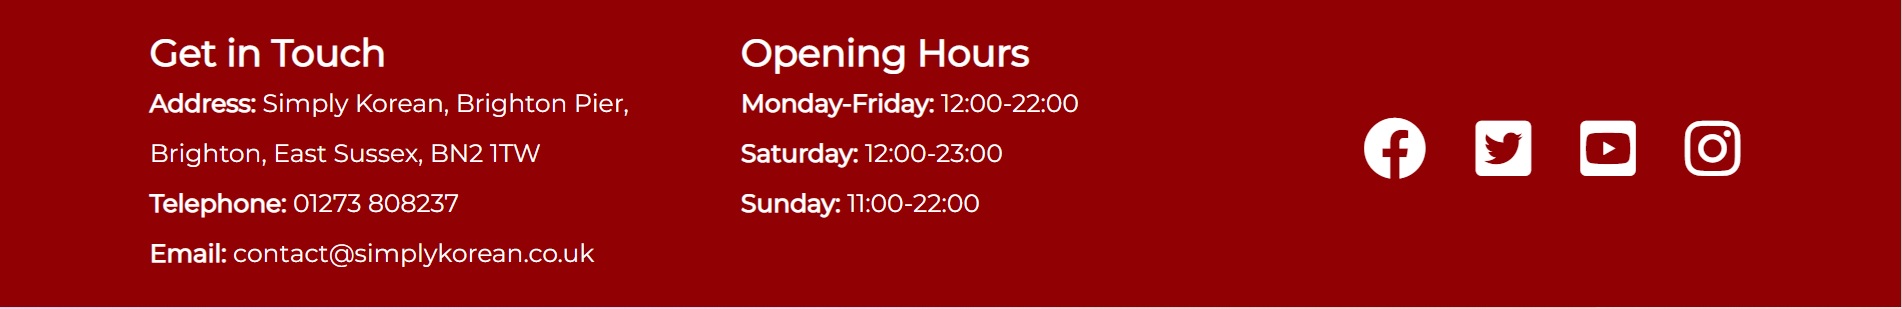 Get in Touch
Address: Simply Korean, Brighton Pier,
Brighton, East Sussex, BN2 1TW
Telephone: 01273 808237
Email: contact@simplykorean.co.uk
Opening Hours
Monday-Friday: 12:00-22:00
Saturday: 12:00-23:00
Sunday: 11:00-22:00